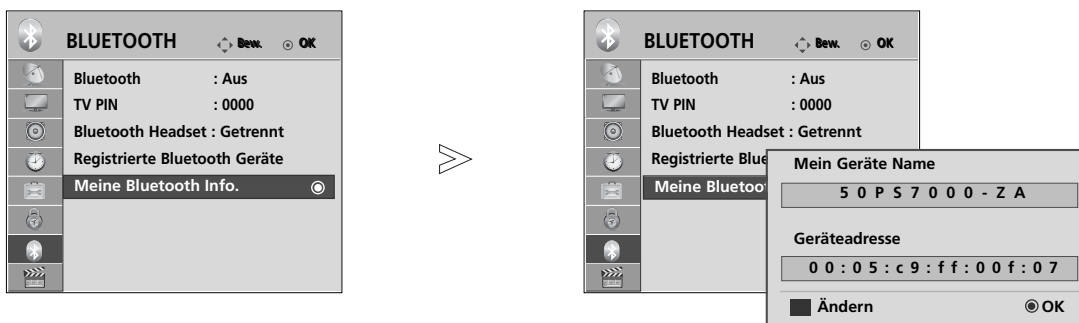 BLUETOOTH Bew. OK
Bluetooth : Aus
TV PIN : 0000
Bluetooth Headset : Getrennt
Registrierte Bluetooth Geräte
Meine Bluetooth Info.
BLUETOOTH Bew. OK
Bluetooth : Aus
TV PIN : 0000
Bluetooth Headset : Getrennt
Registrierte Blue
Meine Bluetoo
Mein Geräte Name
50PS7000-ZA
Geräteadresse
00:05:c9:ff:00f:07
Ändern OK